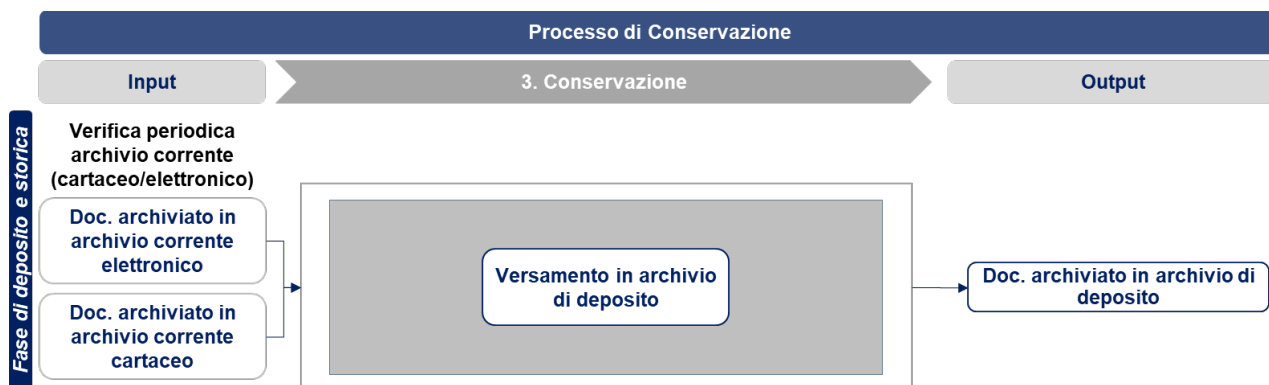 Processo di Conservazione
Input
3. Conservazione
Output
Fase di deposito e storica
Verifica periodica
archivio corrente
(cartaceo/elettronico)
Doc. archiviato in
archivio corrente
elettronico
Doc. archiviato in
archivio corrente
cartaceo
Versamento in archivio
di deposito
Doc. archiviato in archivio di
deposito